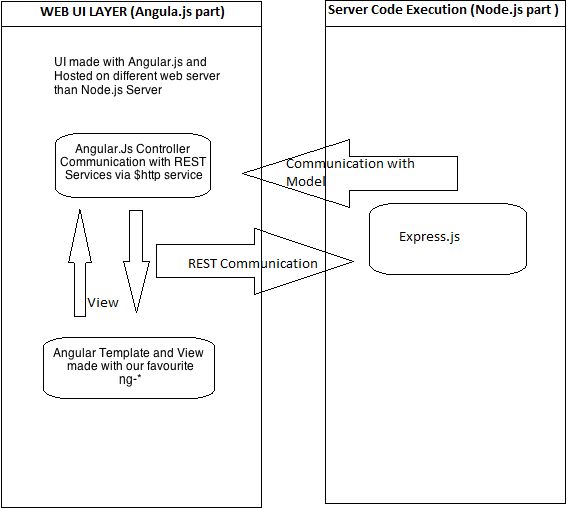 WEB UI LAYER (Angula.js part)
Server Code Execution (Node.js part )
UI made with Angular.js and
Hosted on different web server
than Node.js Server
Angular.Js Controller
Communication with REST
Services via $http service
Communication with
Model
Express.js
REST Communication
View
Angular Template and View
made with our favourite
ng-*